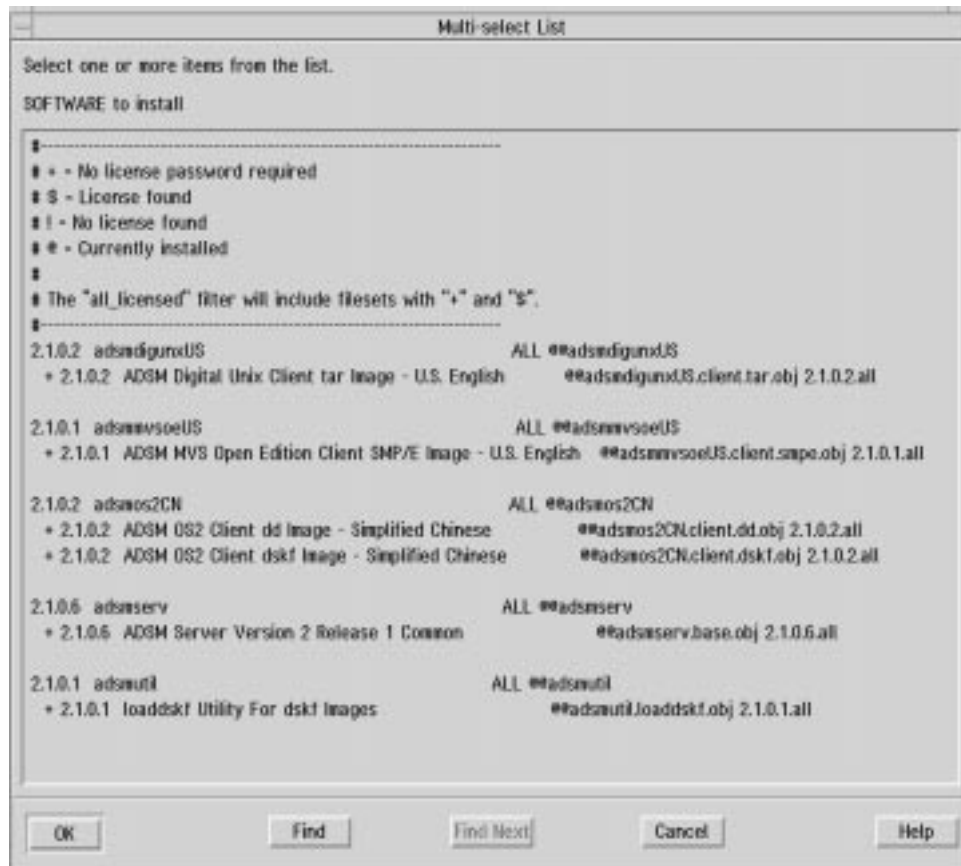 Multi-select List
Select one or more items from the list.
SOFTWARE to install
#-----------------------------------------------------------------------
# + - No license password required
# $ - License found
# ! - No license found
# @ - Currently installed
#
# The "all_licensed" filter will include filesets with "+" and "$".
#-----------------------------------------------------------------------
2.1.0.2 adsmdigunxUS ALL @@adsmdigunxUS
+ 2.1.0.2 ADSM Digital Unix Client tar Image - U.S. English @@adsmdigunxUS.client.tar.obj 2.1.0.2.all
2.1.0.1 adsmmvsoeUS ALL @@adsmmvsoeUS
+ 2.1.0.1 ADSM MVS Open Edition Client SMP/E Image - U.S. English @@adsmmvsoeUS.client.smpe.obj 2.1.0.1.all
2.1.0.2 adsmos2CN ALL @@adsmos2CN
+ 2.1.0.2 ADSM OS2 Client dd Image - Simplified Chinese @@adsmos2CN.client.dd.obj 2.1.0.2.all
+ 2.1.0.2 ADSM OS2 Client dskf Image - Simplified Chinese @@adsmos2CN.client.dskf.obj 2.1.0.2.all
2.1.0.6 adsmserv ALL @@adsmserv
+ 2.1.0.6 ADSM Server Version 2 Release 1 Common @@adsmserv.base.obj 2.1.0.6.all
2.1.0.1 adsmutil ALL @@adsmutil
+ 2.1.0.1 loaddskf Utility For dskf Images @@adsmutil.loaddskf.obj 2.1.0.1.all
OK Find Find Next Cancel Help